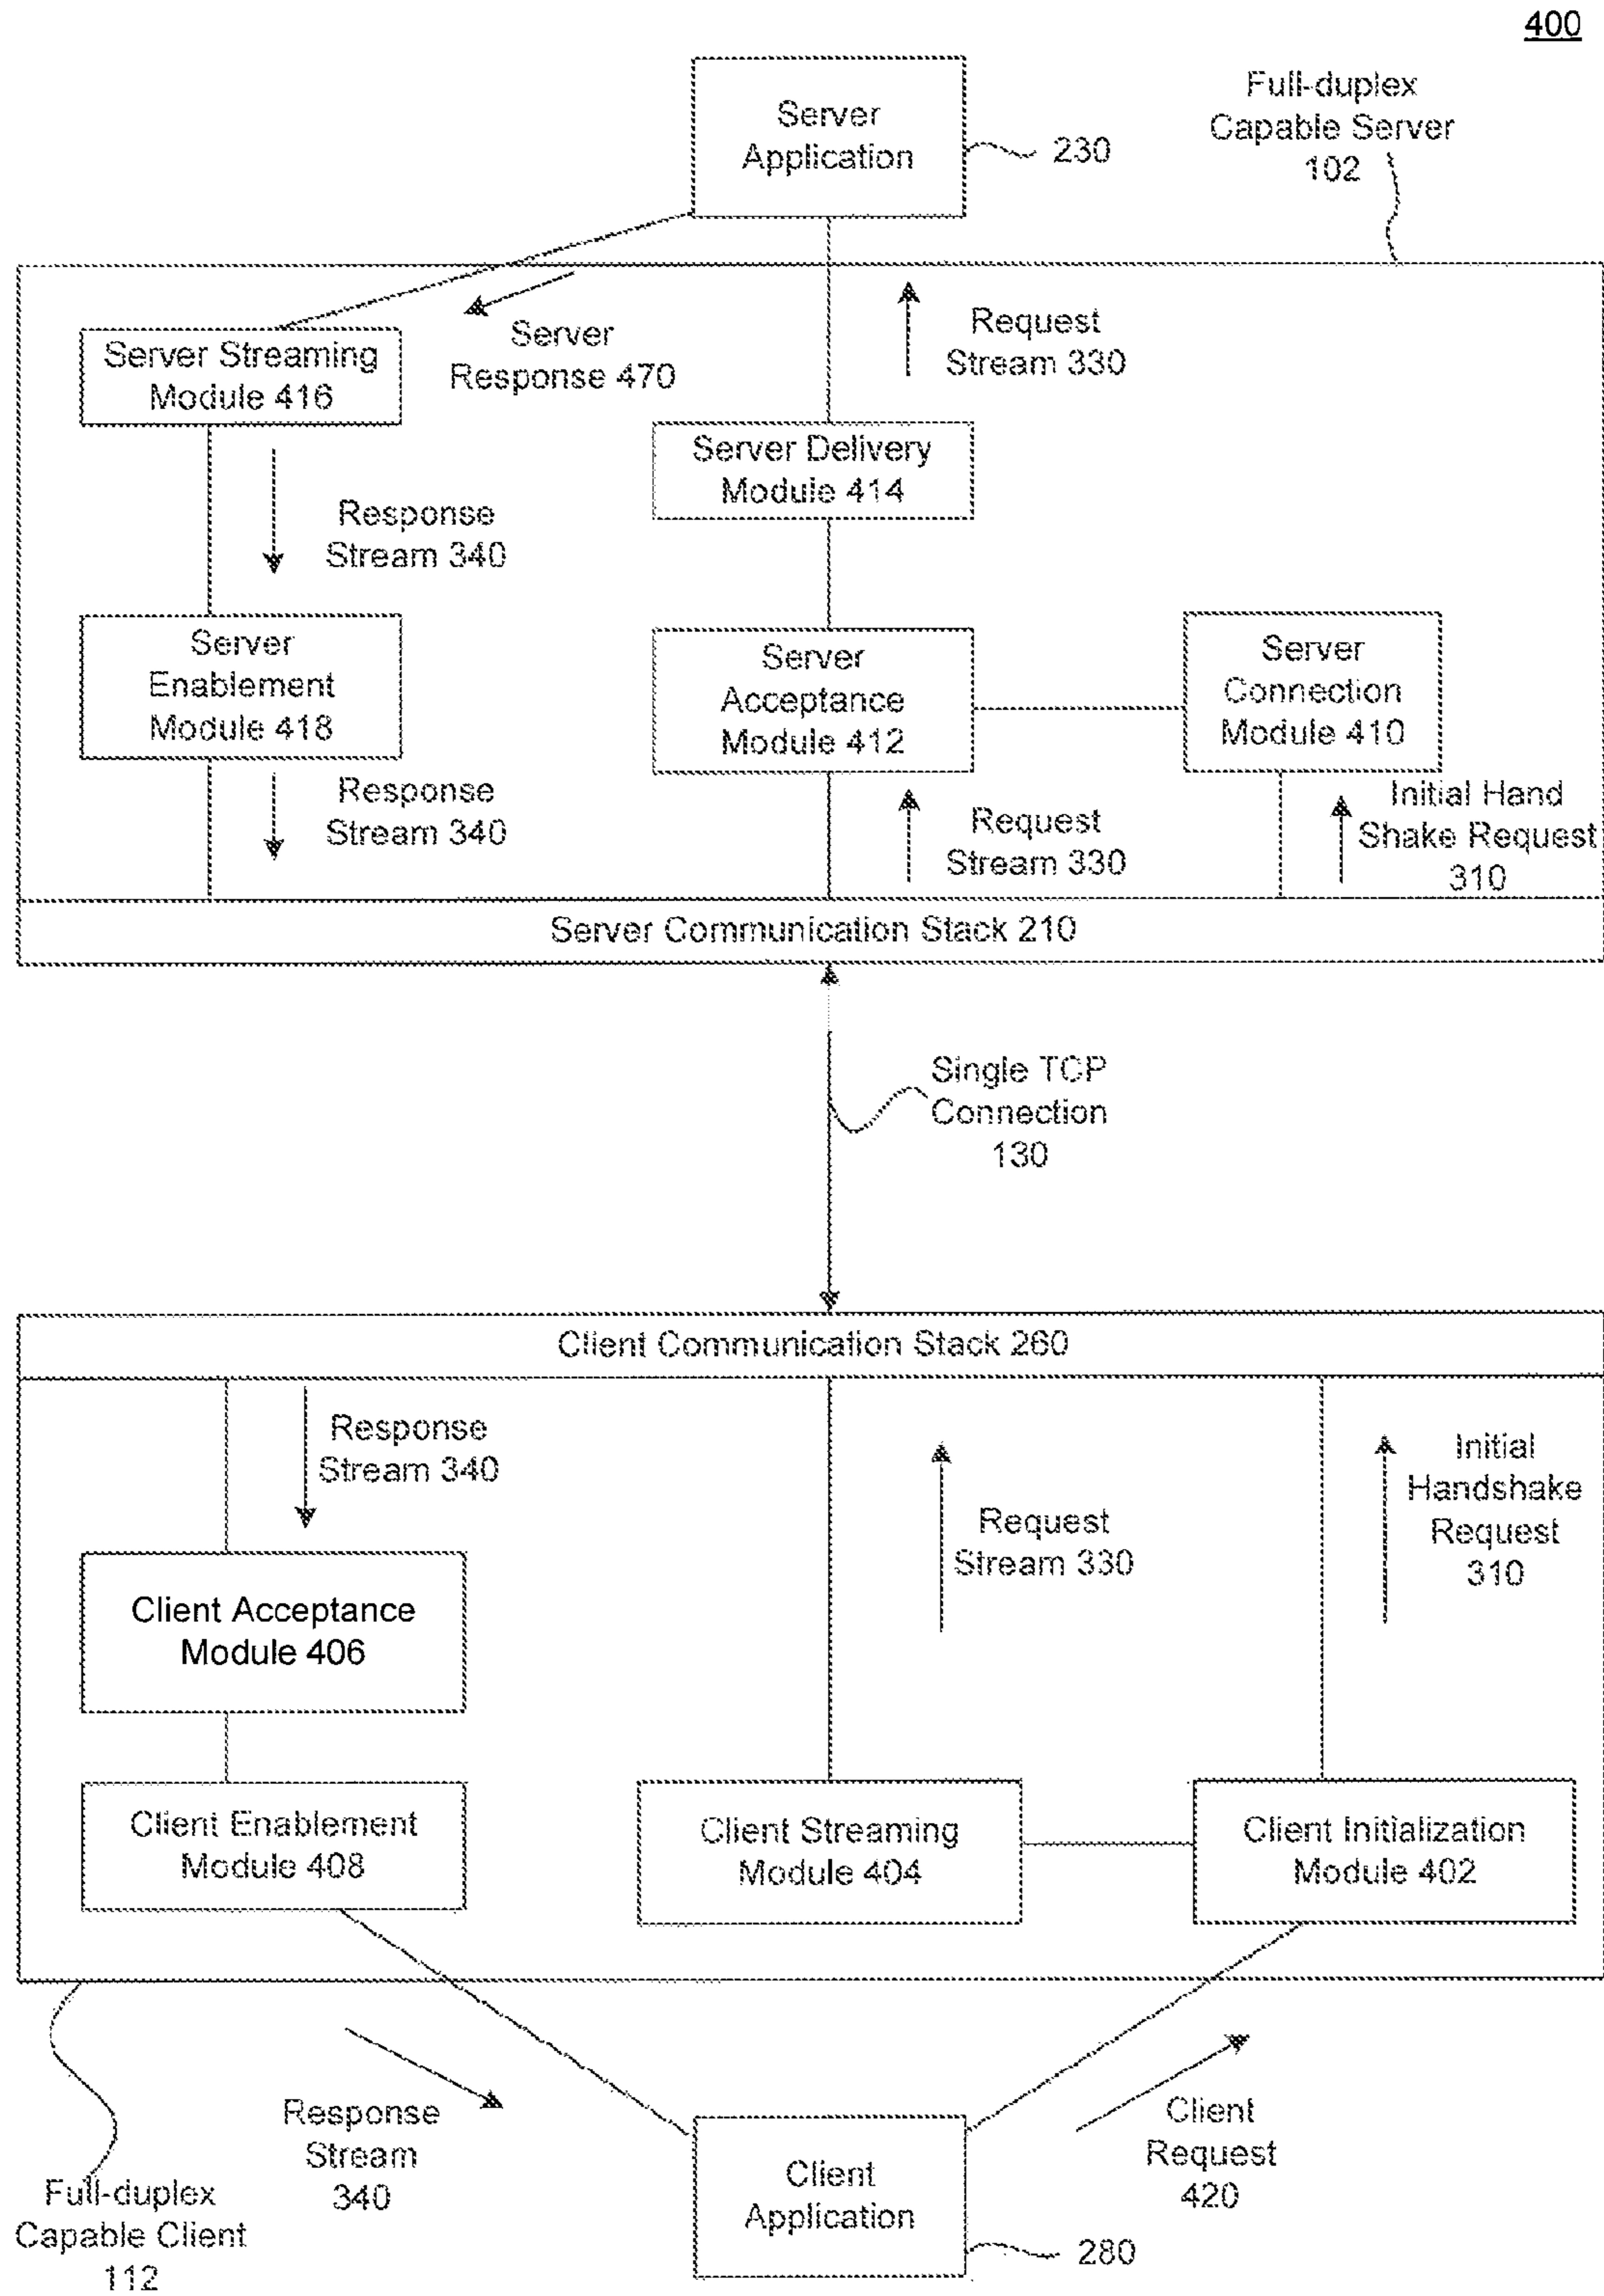 400
Server
Application
230
Full-duplex
Capable Server
102
Server Streaming
Module 416
Server
Response 470
Request
Stream 330
Server Delivery
Module 414
Response
Stream 340
Server
Enablement
Module 418
Server
Acceptance
Module 412
Server
Connection
Module 410
Response
Stream 340
Request
Stream 330
Initial Hand
Shake Request
310
Server Communication Stack 210
Single TCP
Connection
130
Client Communication Stack 260
Response
Stream 340
Request
Stream 330
Initial
Handshake
Request
310
Client Acceptance
Module 406
Client Enablement
Module 408
Client Streaming
Module 404
Client Initialization
Module 402
Response
Stream
340
Client
Request
420
Client
Application
280
Full-duplex
Capable Client
112